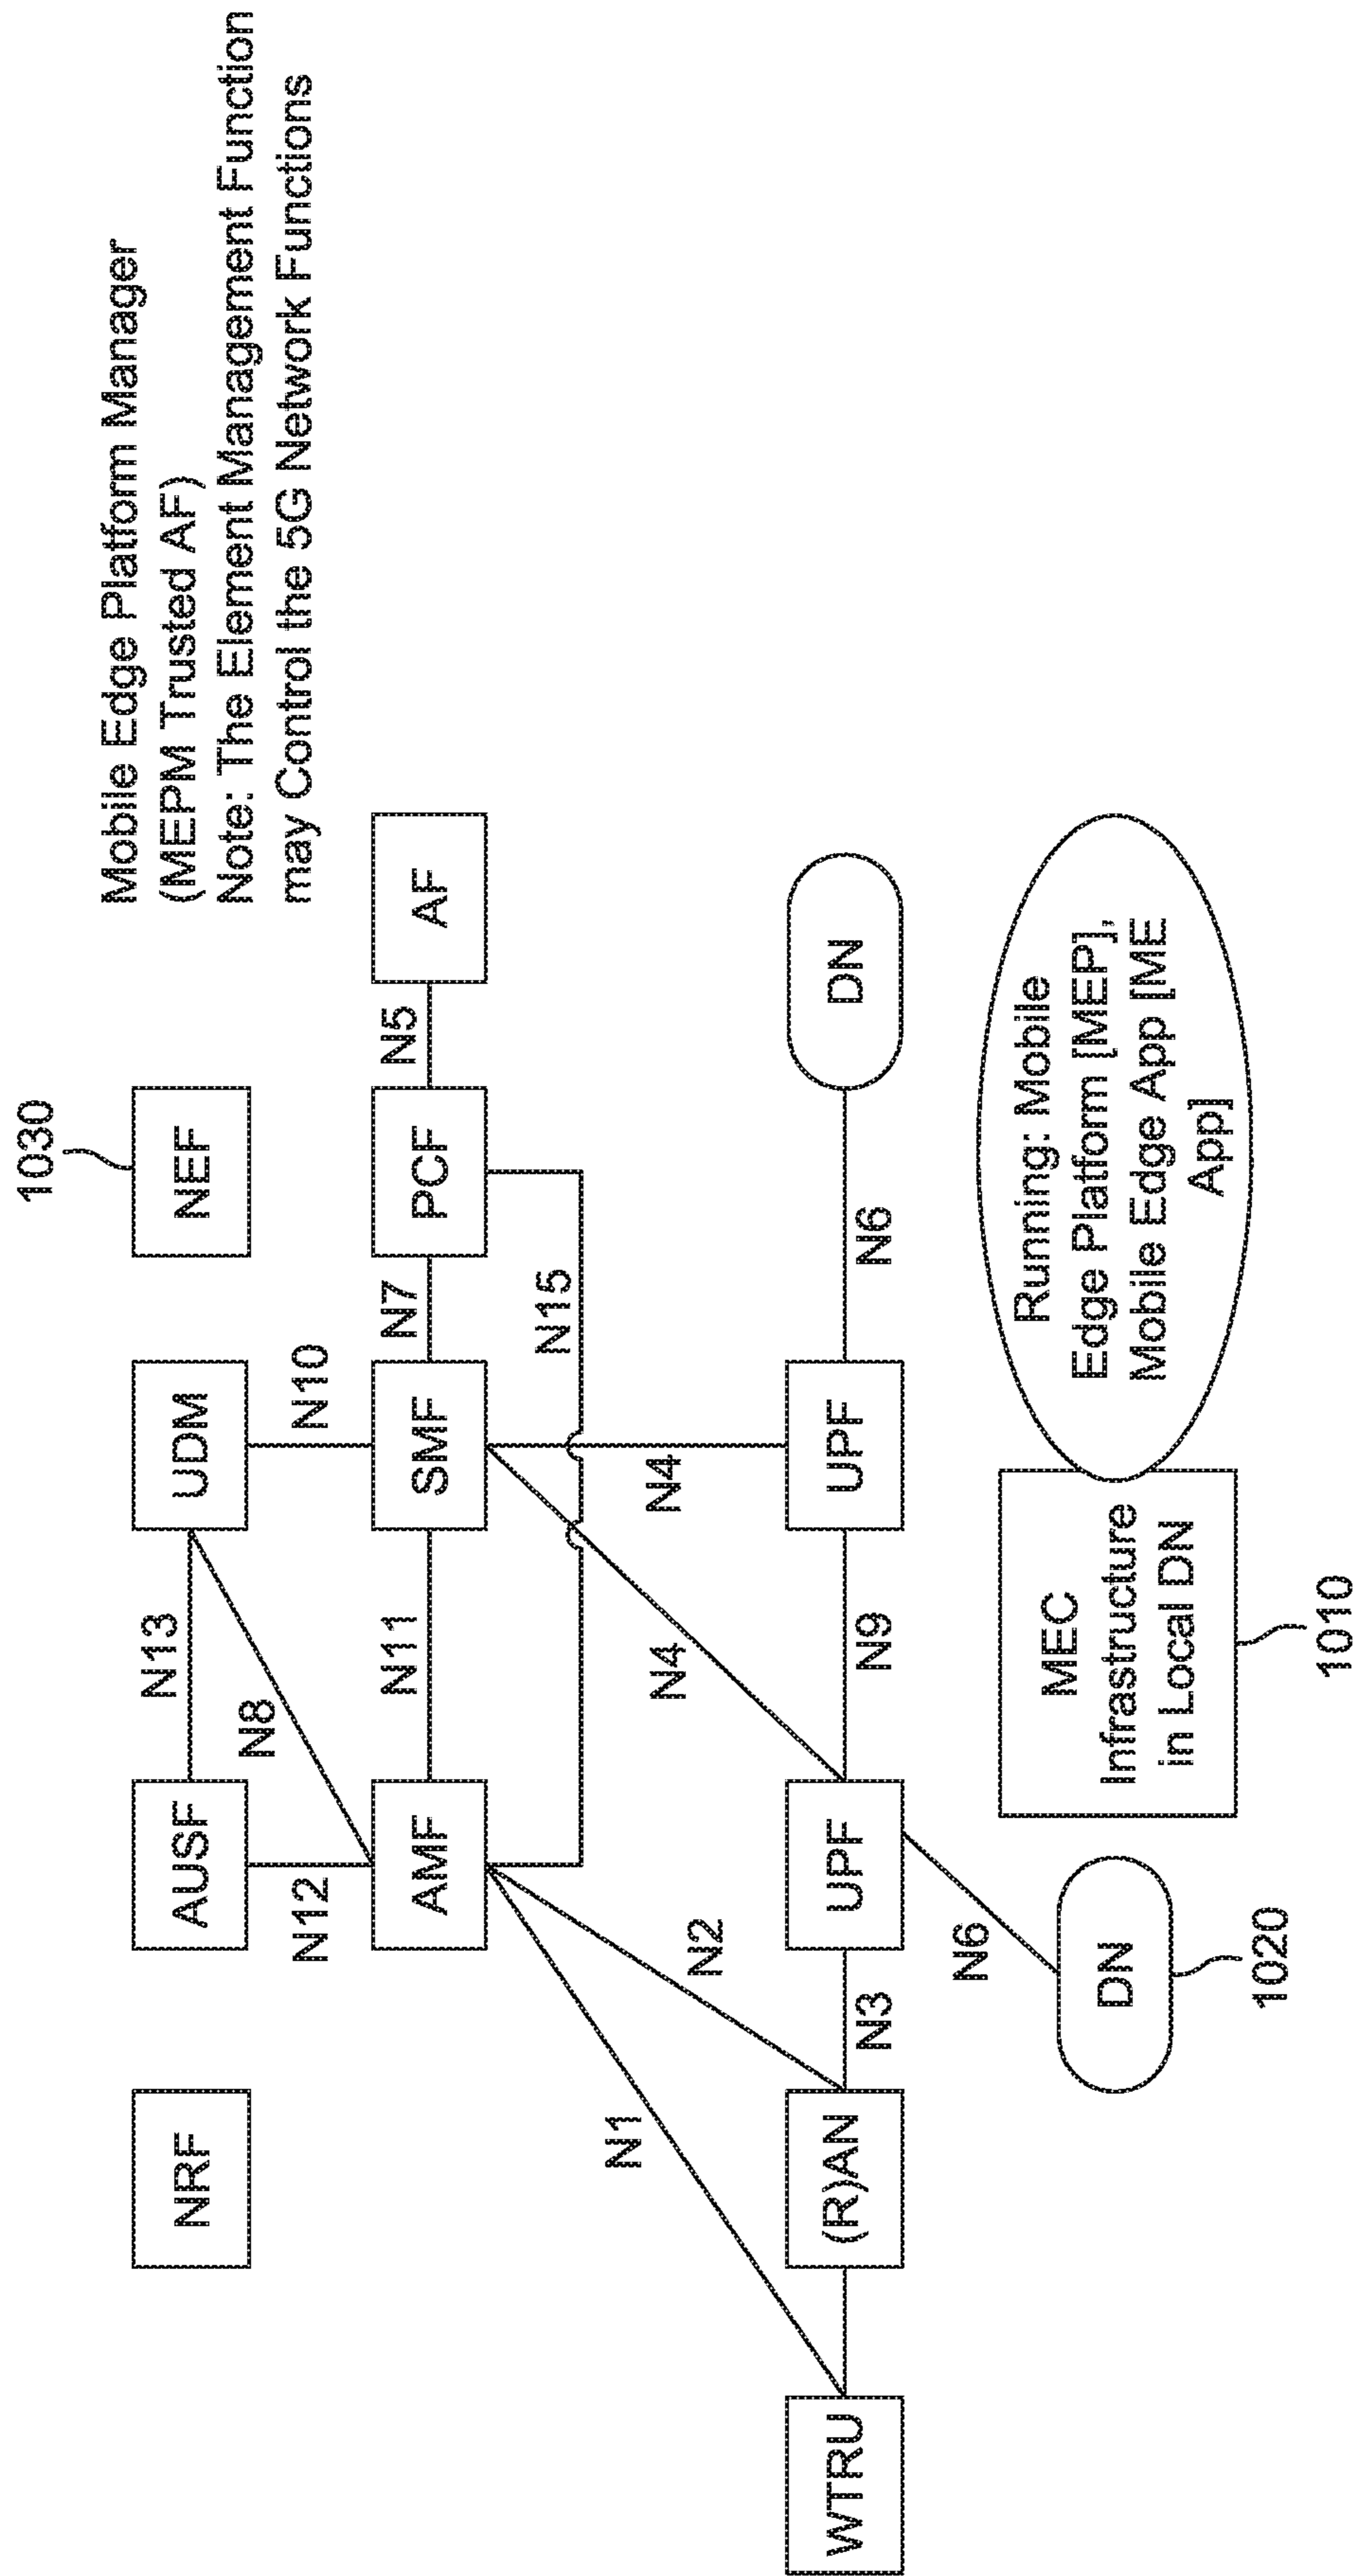 1030
Mobile Edge Platform Manager
(MEPM Trusted AF)
Note: The Element Management Function
may Control the 5G Network Functions
NRF
AUSF
N13
UDM
NEF
N12
N8
N10
AMF
N11
SMF
N7
PCF
N5
AF
N15
N1
N2
N4
N4
WTRU
(R)AN
N3
UPF
N9
UPF
N6
DN
N6
DN
1020
MEC
Infrastructure
in Local DN
1010
Running: Mobile
Edge Platform [MEP],
Mobile Edge App [ME
App]